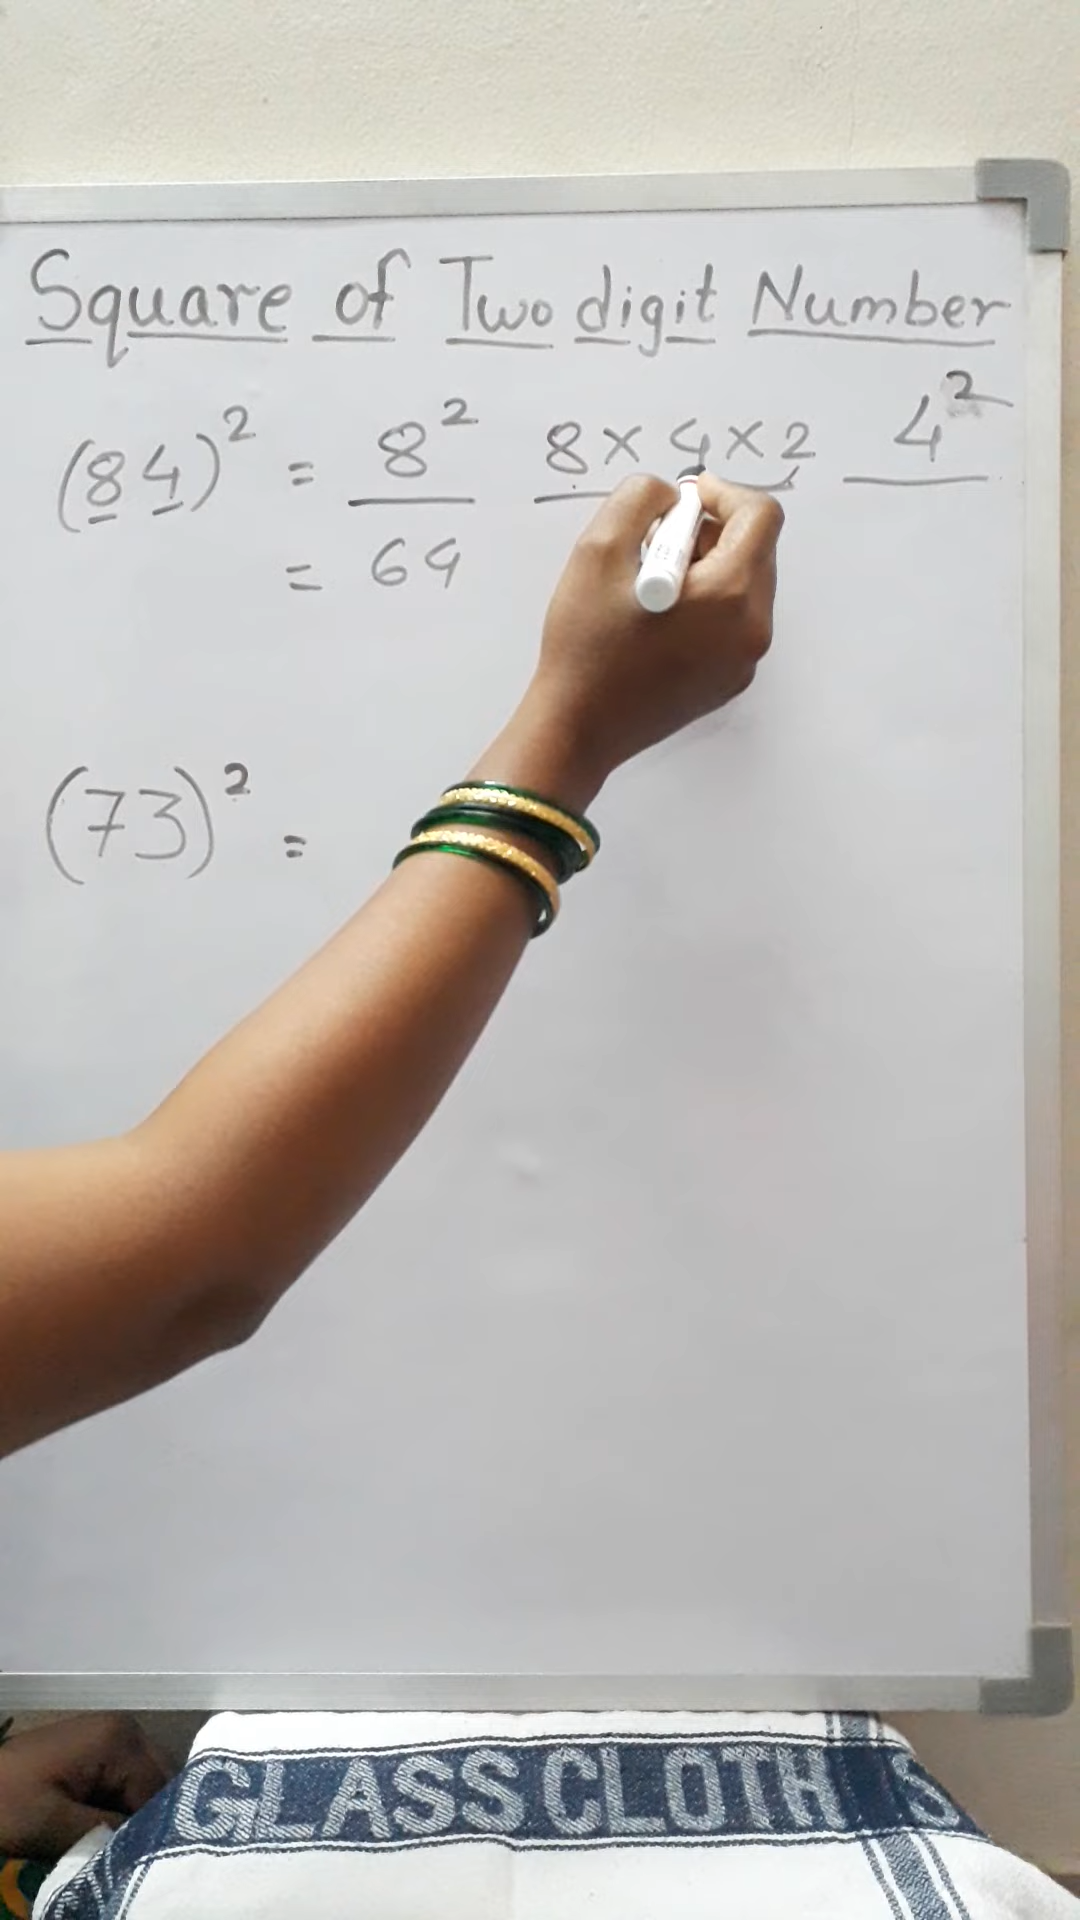 Square of Two digit Number
(84)² = 8² 8×4×2 4²
= 64
(73)² =
GLASS CLOTH S